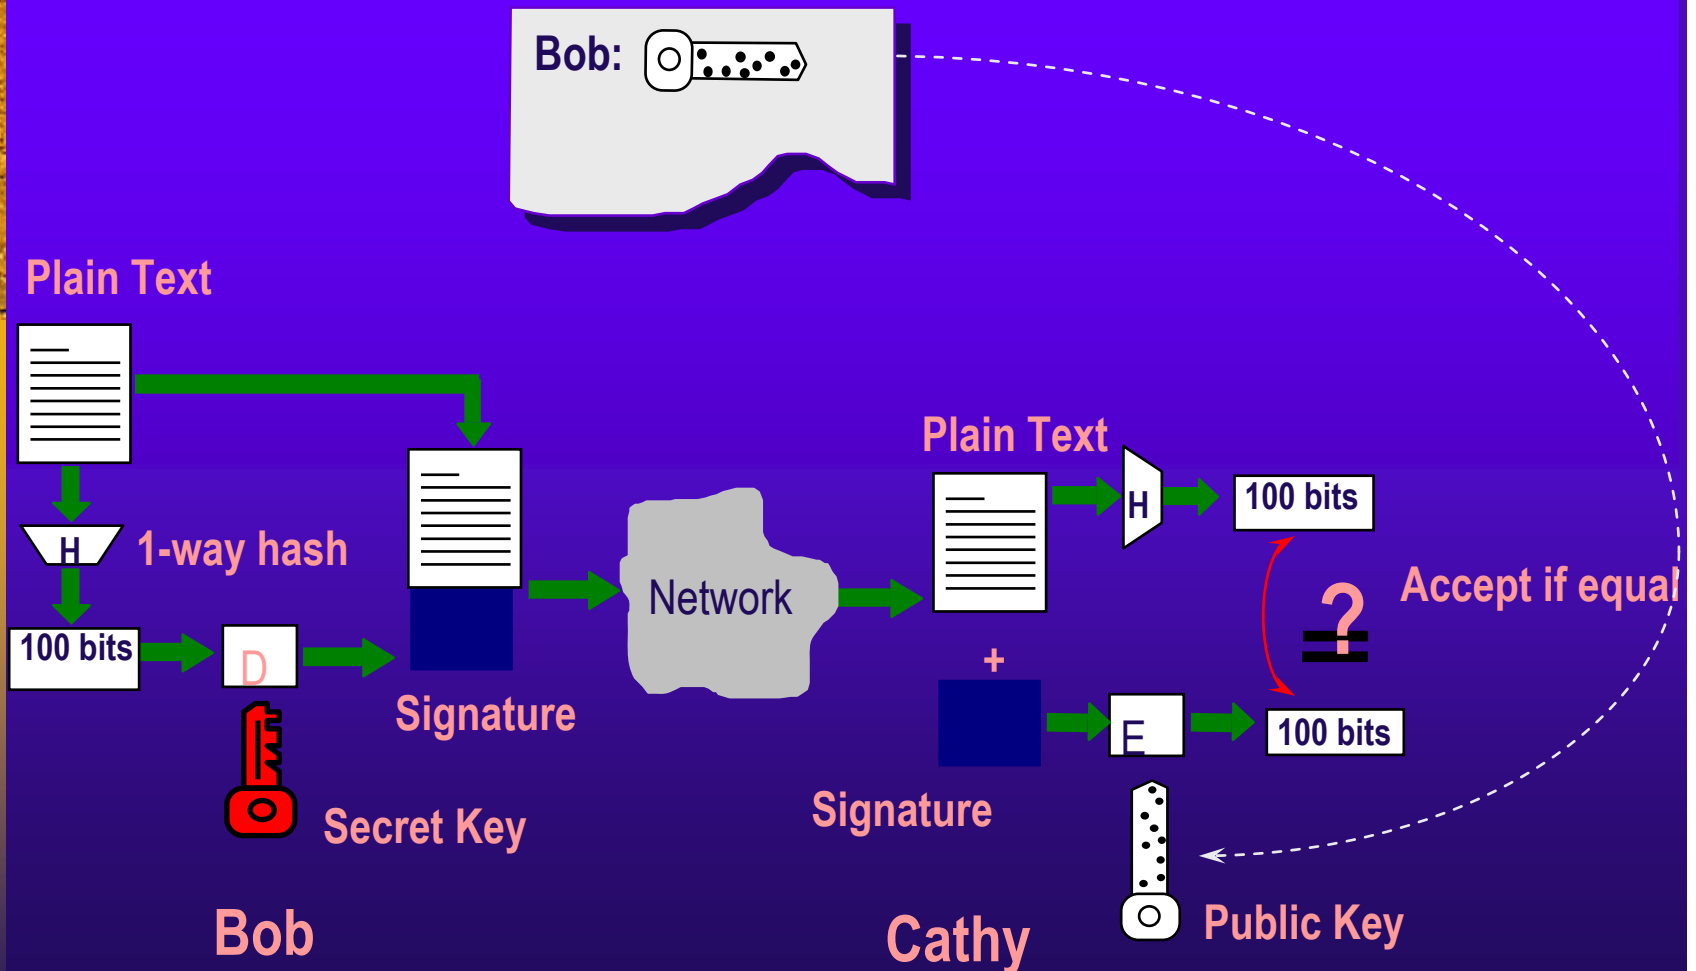 Bob:
Plain Text
H
1-way hash
100 bits
D
Secret Key
Signature
Bob
Network
Plain Text
H
100 bits
Accept if equal
?
=
+
Signature
E
100 bits
Public Key
Cathy